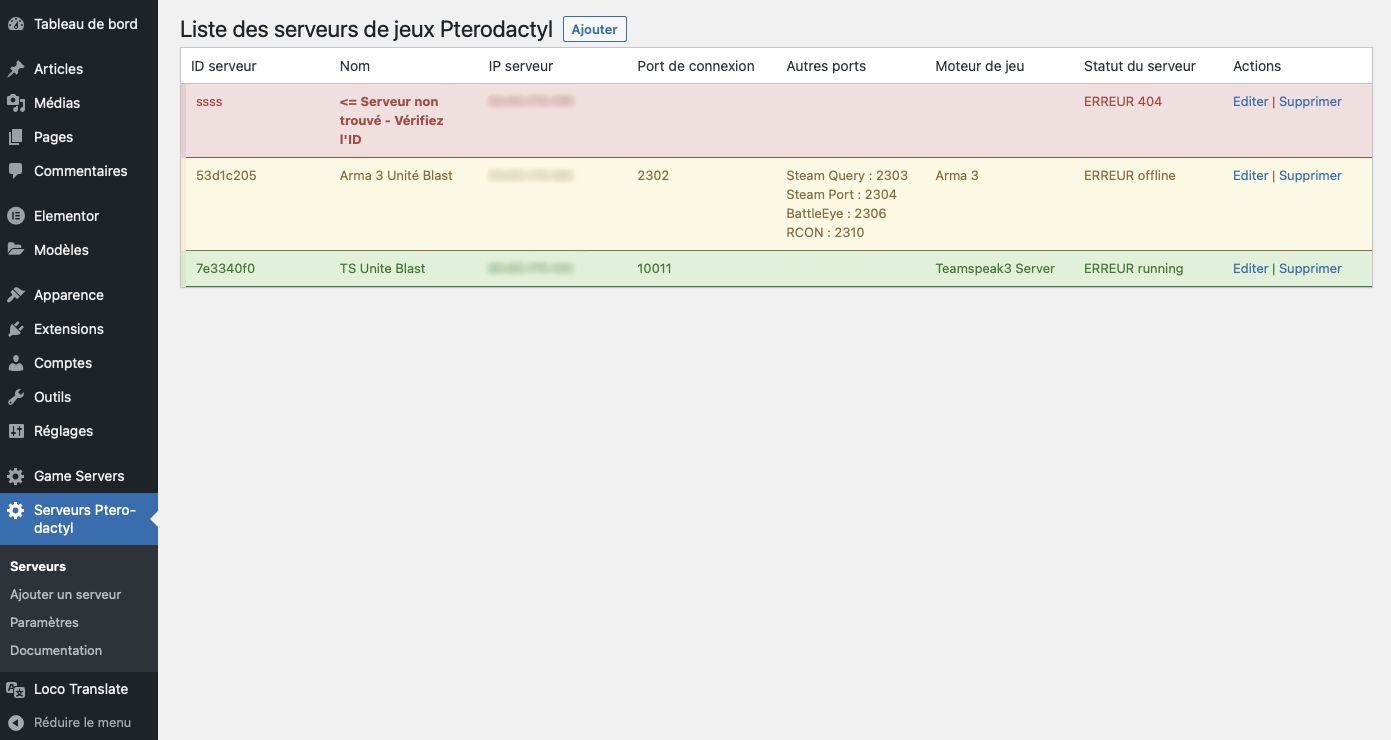 Tableau de bord
Articles
Médias
Pages
Commentaires
Elementor
Modèles
Apparence
Extensions
Comptes
Outils
Réglages
Game Servers
Serveurs Ptero-
dactyl
Serveurs
Ajouter un serveur
Paramètres
Documentation
Loco Translate
Réduire le menu
Liste des serveurs de jeux Pterodactyl Ajouter
ID serveur Nom IP serveur Port de connexion Autres ports Moteur de jeu Statut du serveur Actions
ssss <= Serveur non ERREUR 404 Editer | Supprimer
trouvé - Vérifiez
l'ID
53d1c205 Arma 3 Unité Blast 2302 Steam Query : 2303 Arma 3 ERREUR offline Editer | Supprimer
Steam Port : 2304
BattleEye : 2306
RCON : 2310
7e3340f0 TS Unite Blast 10011 Teamspeak3 Server ERREUR running Editer | Supprimer